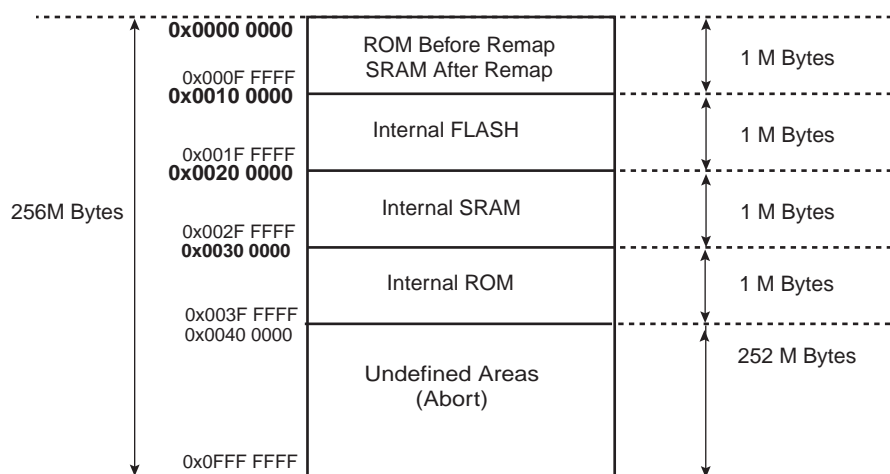 0x0000 0000
ROM Before Remap
SRAM After Remap
1 M Bytes
0x000F FFFF
0x0010 0000
Internal FLASH
1 M Bytes
0x001F FFFF
0x0020 0000
256M Bytes
Internal SRAM
1 M Bytes
0x002F FFFF
0x0030 0000
Internal ROM
1 M Bytes
0x003F FFFF
0x0040 0000
252 M Bytes
Undefined Areas
(Abort)
0x0FFF FFFF